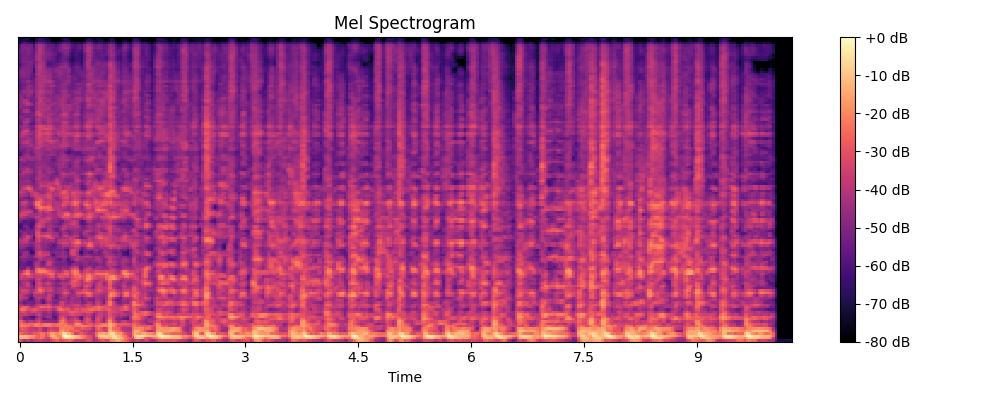 Mel Spectrogram
+0 dB
-10 dB
-20 dB
-30 dB
-40 dB
-50 dB
-60 dB
-70 dB
-80 dB
0 1.5 3 4.5 6 7.5 9
Time